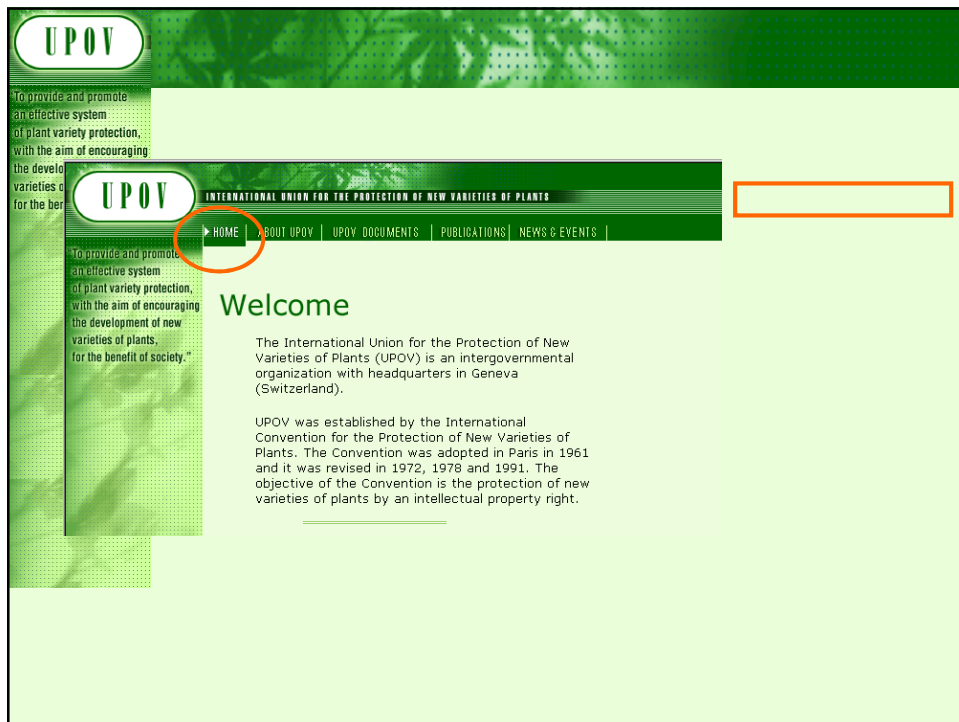 UPOV
To provide and promote
an effective system
of plant variety protection,
with the aim of encouraging
the develo
varieties o
for the ber
UPOV
INTERNATIONAL UNION FOR THE PROTECTION OF NEW VARIETIES OF PLANTS
HOME ABOUT UPOV UPOV DOCUMENTS PUBLICATIONS NEWS & EVENTS
"To provide and promote
an effective system
of plant variety protection,
with the aim of encouraging
the development of new
varieties of plants,
for the benefit of society."
Welcome
The International Union for the Protection of New
Varieties of Plants (UPOV) is an intergovernmental
organization with headquarters in Geneva
(Switzerland).
UPOV was established by the International
Convention for the Protection of New Varieties of
Plants. The Convention was adopted in Paris in 1961
and it was revised in 1972, 1978 and 1991. The
objective of the Convention is the protection of new
varieties of plants by an intellectual property right.